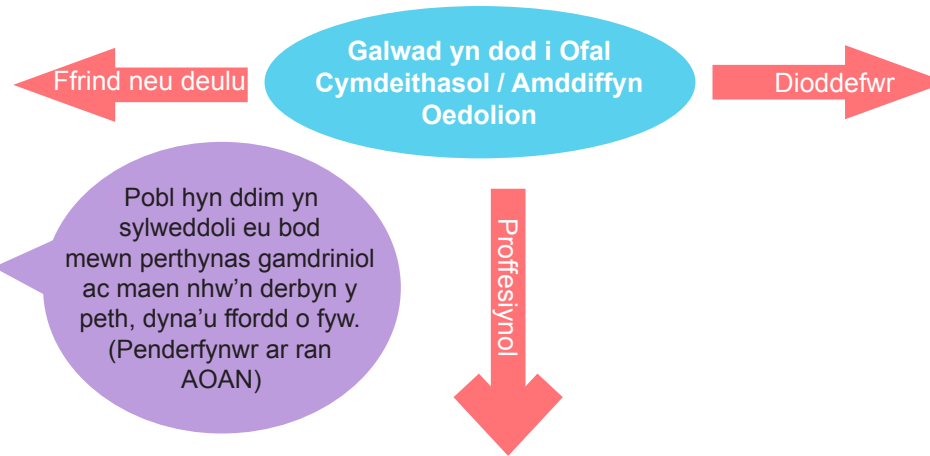 Galwad yn dod i Ofal
Cymdeithasol / Amddiffyn
Oedolion
Ffrind neu deulu
Dioddefwr
Pobl hyn ddim yn
sylweddoli eu bod
mewn perthynas gamdriniol
ac maen nhw'n derbyn y
peth, dyna'u ffordd o fyw.
(Penderfynwr ar ran
AOAN)
Proffesiynol